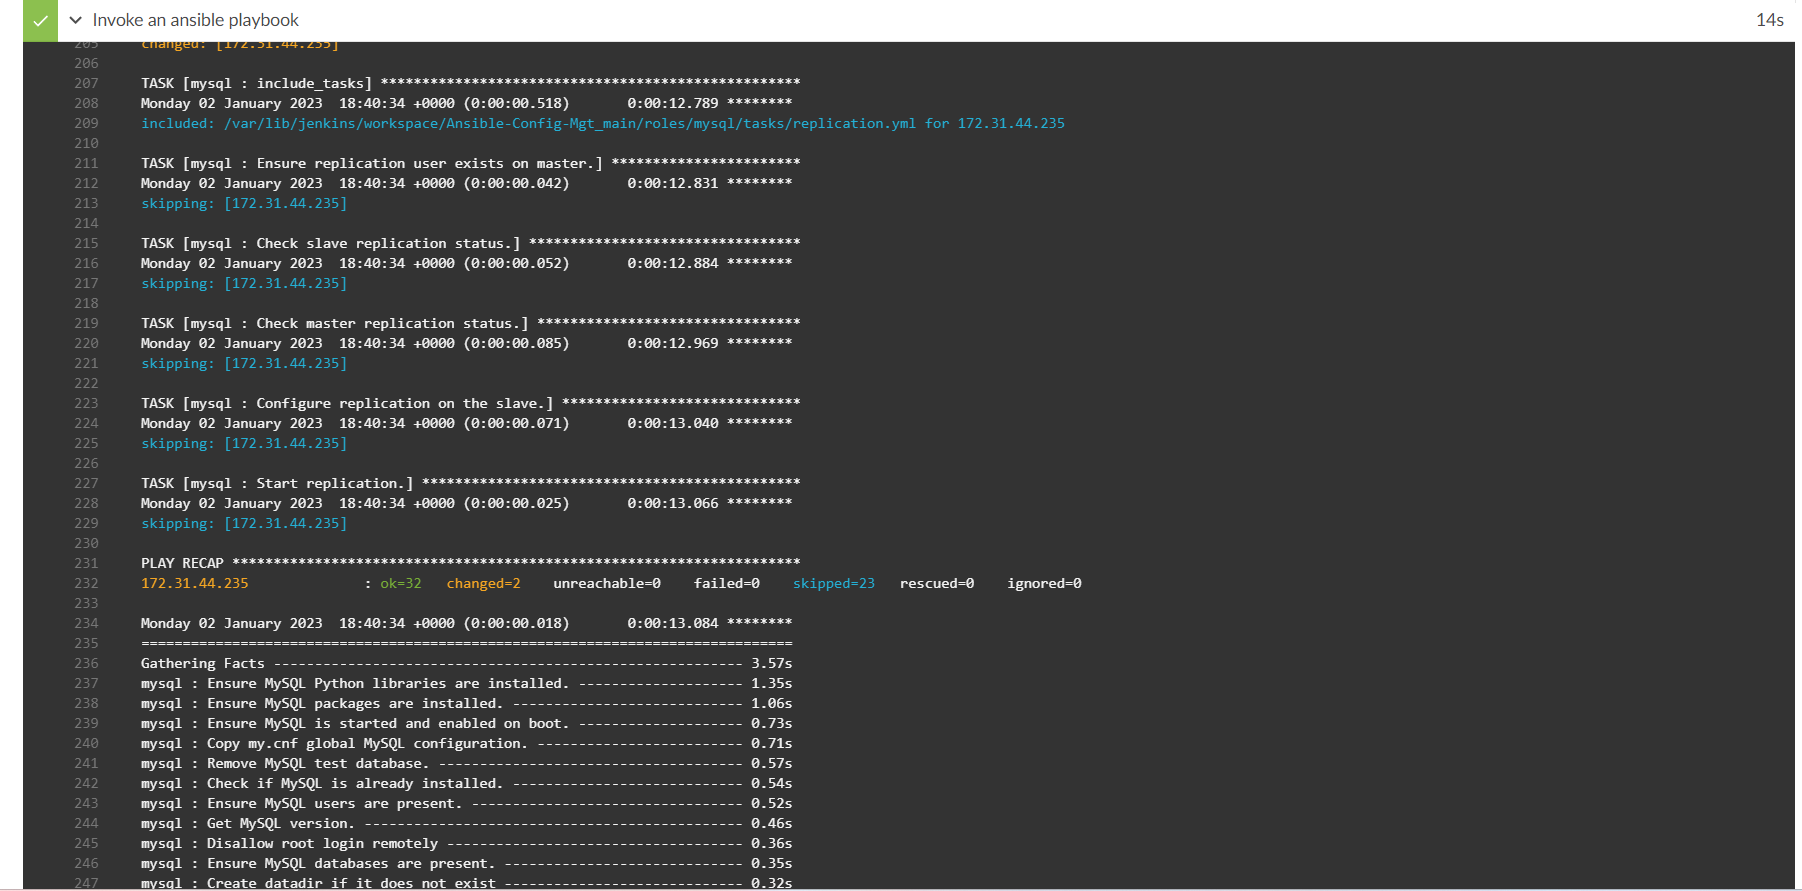 Invoke an ansible playbook 14s
205 changed: [172.31.44.235]
206
207 TASK [mysql : include_tasks] ***************************************************
208 Monday 02 January 2023  18:40:34 +0000 (0:00:00.518)       0:00:12.789 ********
209 included: /var/lib/jenkins/workspace/Ansible-Config-Mgt_main/roles/mysql/tasks/replication.yml for 172.31.44.235
210
211 TASK [mysql : Ensure replication user exists on master.] ***********************
212 Monday 02 January 2023  18:40:34 +0000 (0:00:00.042)       0:00:12.831 ********
213 skipping: [172.31.44.235]
214
215 TASK [mysql : Check slave replication status.] *********************************
216 Monday 02 January 2023  18:40:34 +0000 (0:00:00.052)       0:00:12.884 ********
217 skipping: [172.31.44.235]
218
219 TASK [mysql : Check master replication status.] ********************************
220 Monday 02 January 2023  18:40:34 +0000 (0:00:00.085)       0:00:12.969 ********
221 skipping: [172.31.44.235]
222
223 TASK [mysql : Configure replication on the slave.] *****************************
224 Monday 02 January 2023  18:40:34 +0000 (0:00:00.071)       0:00:13.040 ********
225 skipping: [172.31.44.235]
226
227 TASK [mysql : Start replication.] **********************************************
228 Monday 02 January 2023  18:40:34 +0000 (0:00:00.025)       0:00:13.066 ********
229 skipping: [172.31.44.235]
230
231 PLAY RECAP *********************************************************************
232 172.31.44.235              : ok=32   changed=2    unreachable=0    failed=0    skipped=23   rescued=0    ignored=0
233
234 Monday 02 January 2023  18:40:34 +0000 (0:00:00.018)       0:00:13.084 ********
235 ===============================================================================
236 Gathering Facts --------------------------------------------------------- 3.57s
237 mysql : Ensure MySQL Python libraries are installed. -------------------- 1.35s
238 mysql : Ensure MySQL packages are installed. ---------------------------- 1.06s
239 mysql : Ensure MySQL is started and enabled on boot. -------------------- 0.73s
240 mysql : Copy my.cnf global MySQL configuration. ------------------------- 0.71s
241 mysql : Remove MySQL test database. ------------------------------------- 0.57s
242 mysql : Check if MySQL is already installed. ---------------------------- 0.54s
243 mysql : Ensure MySQL users are present. --------------------------------- 0.52s
244 mysql : Get MySQL version. ---------------------------------------------- 0.46s
245 mysql : Disallow root login remotely ------------------------------------ 0.36s
246 mysql : Ensure MySQL databases are present. ----------------------------- 0.35s
247 mysql : Create datadir if it does not exist ----------------------------- 0.32s